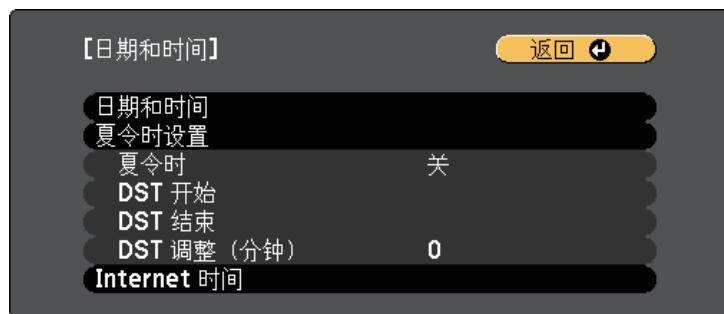 【日期和时间】
返回
日期和时间
夏令时设置
夏令时 关
DST 开始
DST 结束
DST 调整（分钟） 0
Internet 时间